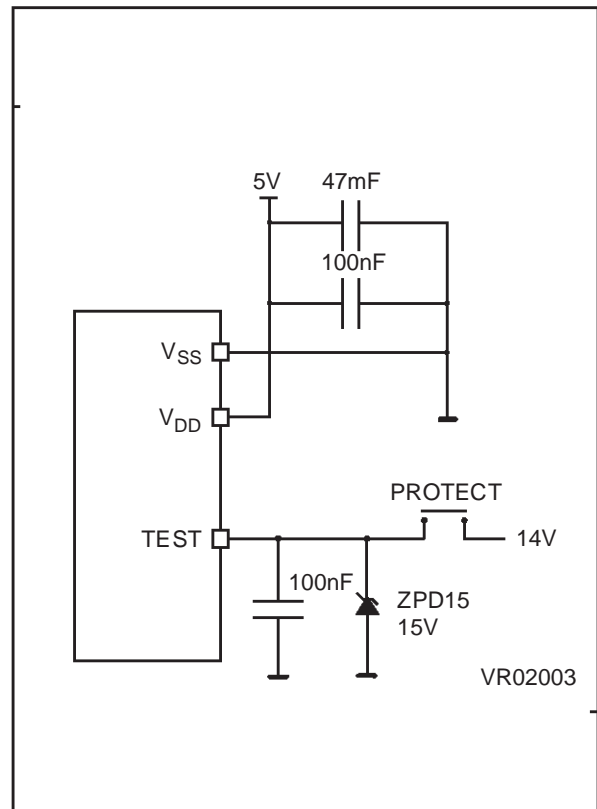 5V 47mF
100nF
VSS
VDD
PROTECT
TEST 14V
100nF ZPD15
15V
VR02003